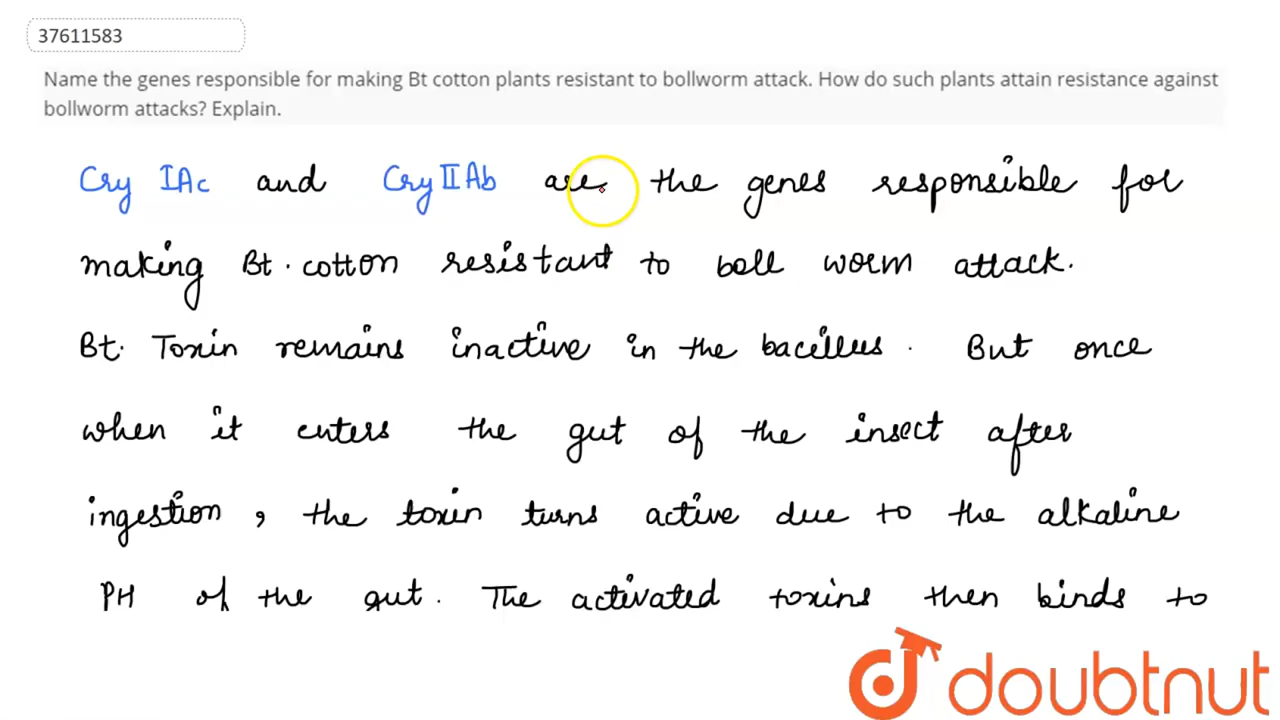 37611583
Name the genes responsible for making Bt cotton plants resistant to bollworm attack. How do such plants attain resistance against
bollworm attacks? Explain.
Cry IAc and Cry IIAb are the genes responsible for
making Bt. cotton resistant to boll worm attack.
Bt. Toxin remains inactive in the bacillus. But once
when it enters the gut of the insect after
ingestion, the toxin turns active due to the alkaline
PH of the gut. The activated toxins then binds to
doubtnut